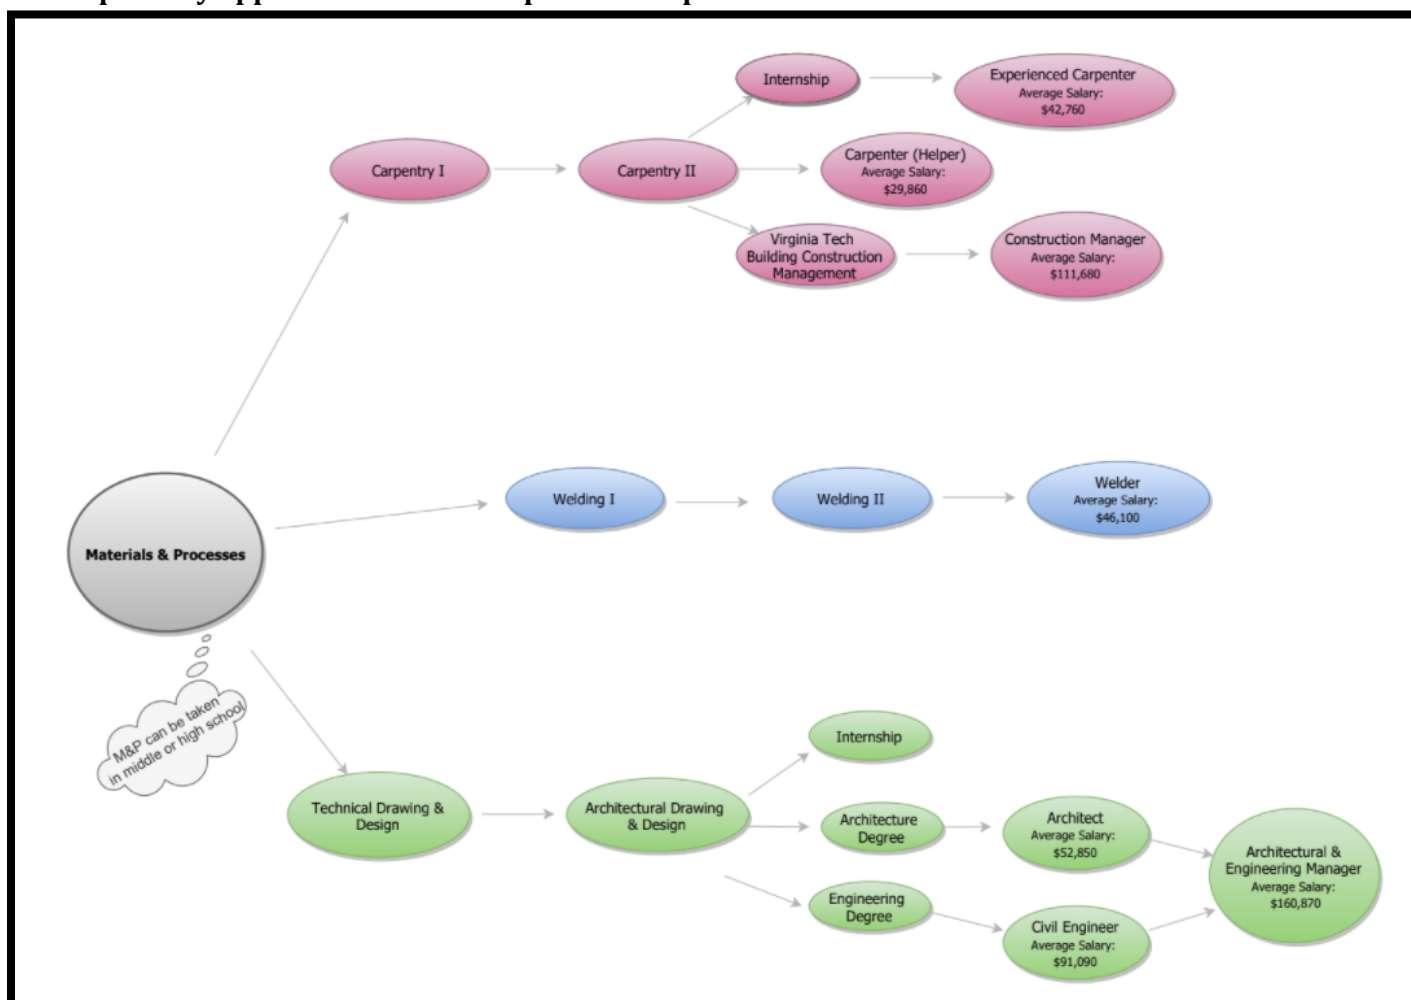 Internship
Experienced Carpenter
Average Salary:
$42,760
Carpentry I
Carpentry II
Carpenter (Helper)
Average Salary:
$29,860
Virginia Tech
Building Construction
Management
Construction Manager
Average Salary:
$111,680
Materials & Processes
Welding I
Welding II
Welder
Average Salary:
$46,100
M&P can be taken
in middle or high school
Technical Drawing &
Design
Architectural Drawing
& Design
Internship
Architecture
Degree
Architect
Average Salary:
$52,850
Engineering
Degree
Civil Engineer
Average Salary:
$91,090
Architectural &
Engineering Manager
Average Salary:
$160,870